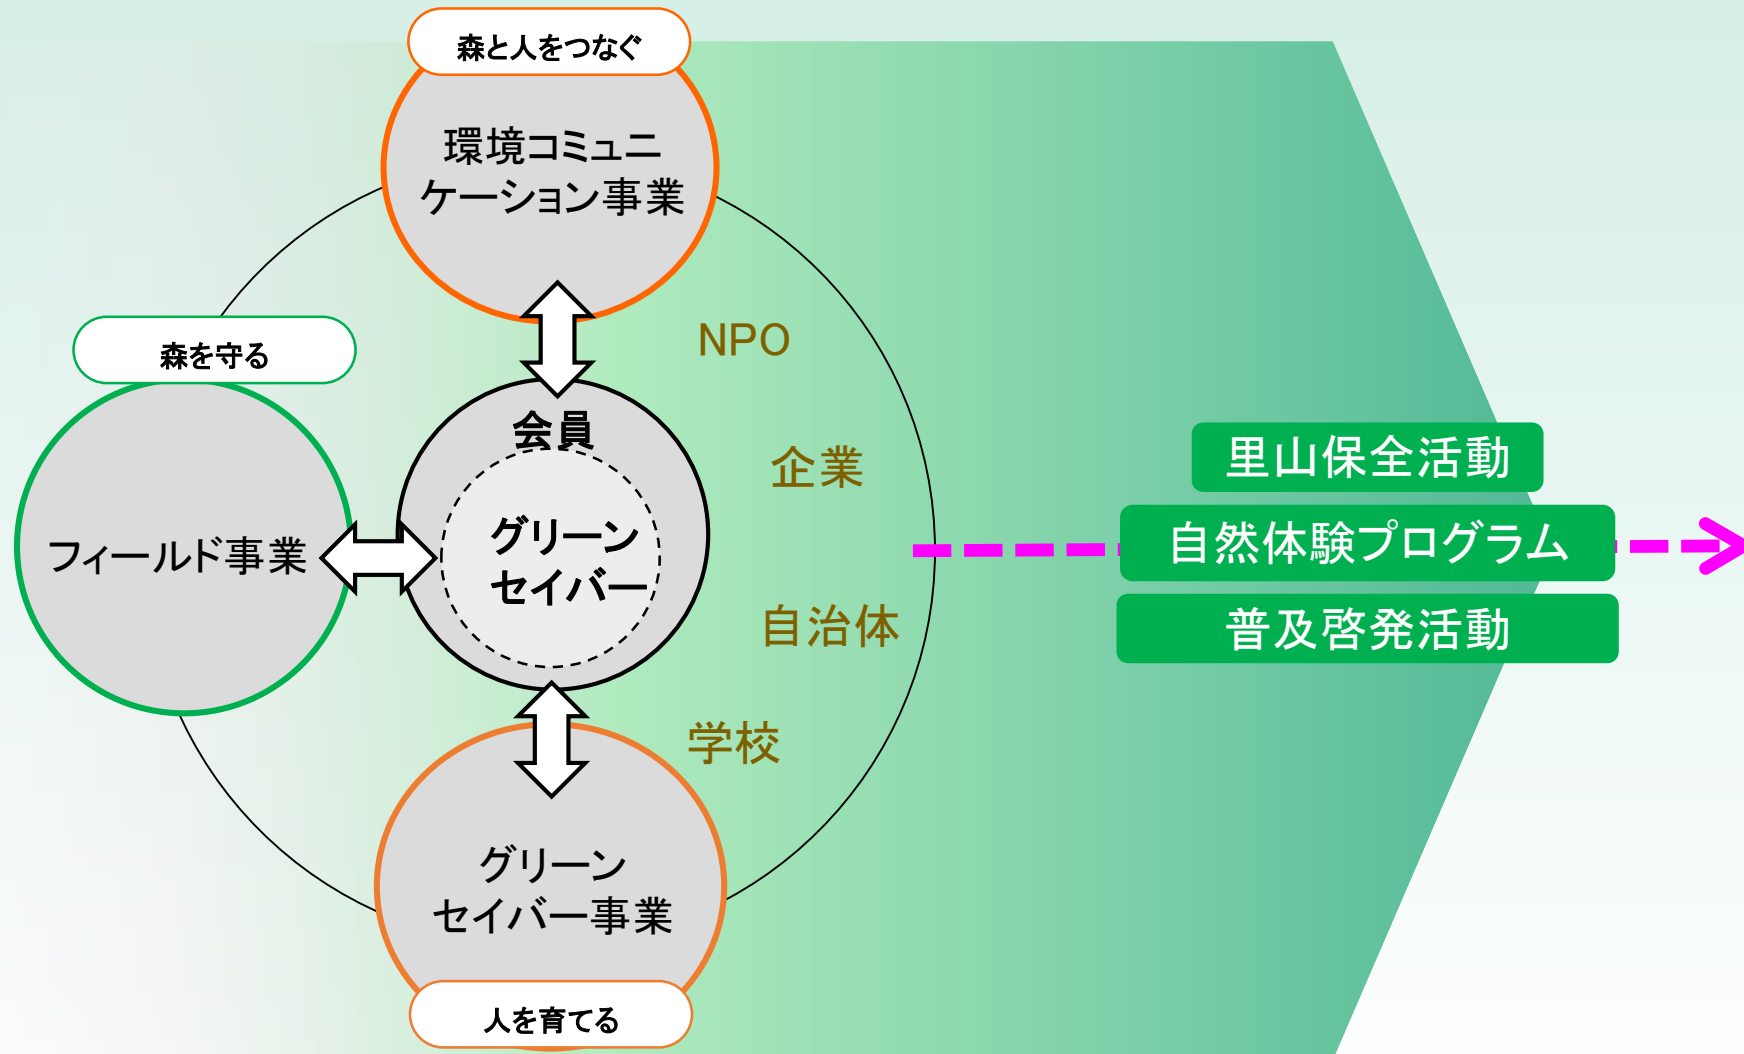 森と人をつなぐ
環境コミュニ
ケーション事業
森を守る
フィールド事業
会員
グリーン
セイバー
NPO
企業
自治体
学校
グリーン
セイバー事業
人を育てる
里山保全活動
自然体験プログラム
普及啓発活動